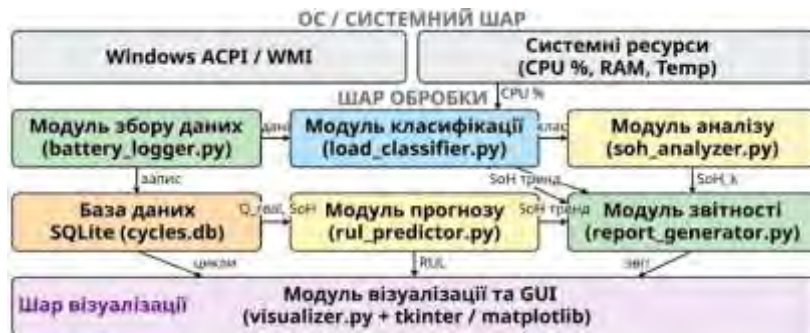 ОС / СИСТЕМНИЙ ШАР
Windows ACPI / WMI
Системні ресурси
(CPU %, RAM, Temp)
CPU %
ШАР ОБРОБКИ
Модуль збору даних
(battery_logger.py)
дані
Модуль класифікації
(load_classifier.py)
клас
Модуль аналізу
(soh_analyzer.py)
запис
SoH тренд
SoH_k
База даних
SQLite (cycles.db)
Q_real, SoH
Модуль прогнозу
(rul_predictor.py)
SoH тренд
Модуль звітності
(report_generator.py)
цикли
RUL
звіт
Шар візуалізації
Модуль візуалізації та GUI
(visualizer.py + tkinter / matplotlib)